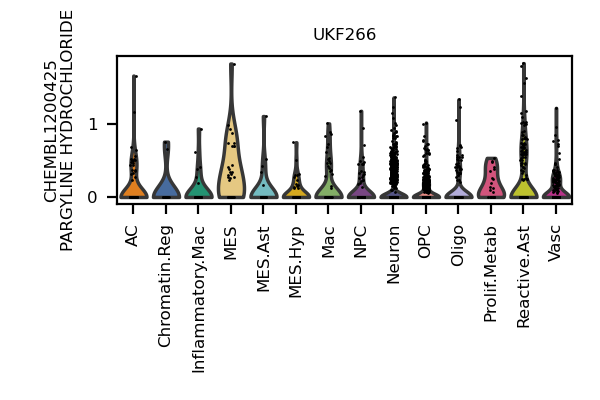 UKF266
CHEMBL1200425
PARGYLINE HYDROCHLORIDE
1
0
AC
Chromatin.Reg
Inflammatory.Mac
MES
MES.Ast
MES.Hyp
Mac
NPC
Neuron
OPC
Oligo
Prolif.Metab
Reactive.Ast
Vasc